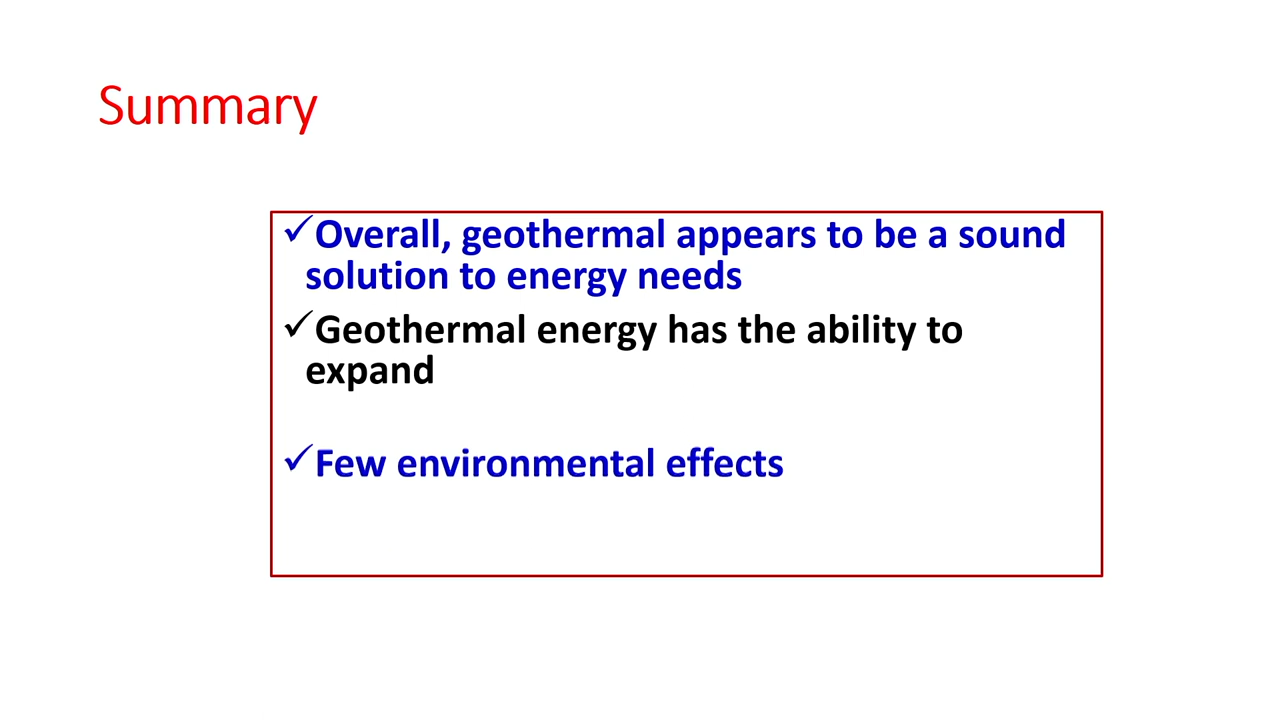 Summary
✓Overall, geothermal appears to be a sound
solution to energy needs
✓Geothermal energy has the ability to
expand
✓Few environmental effects